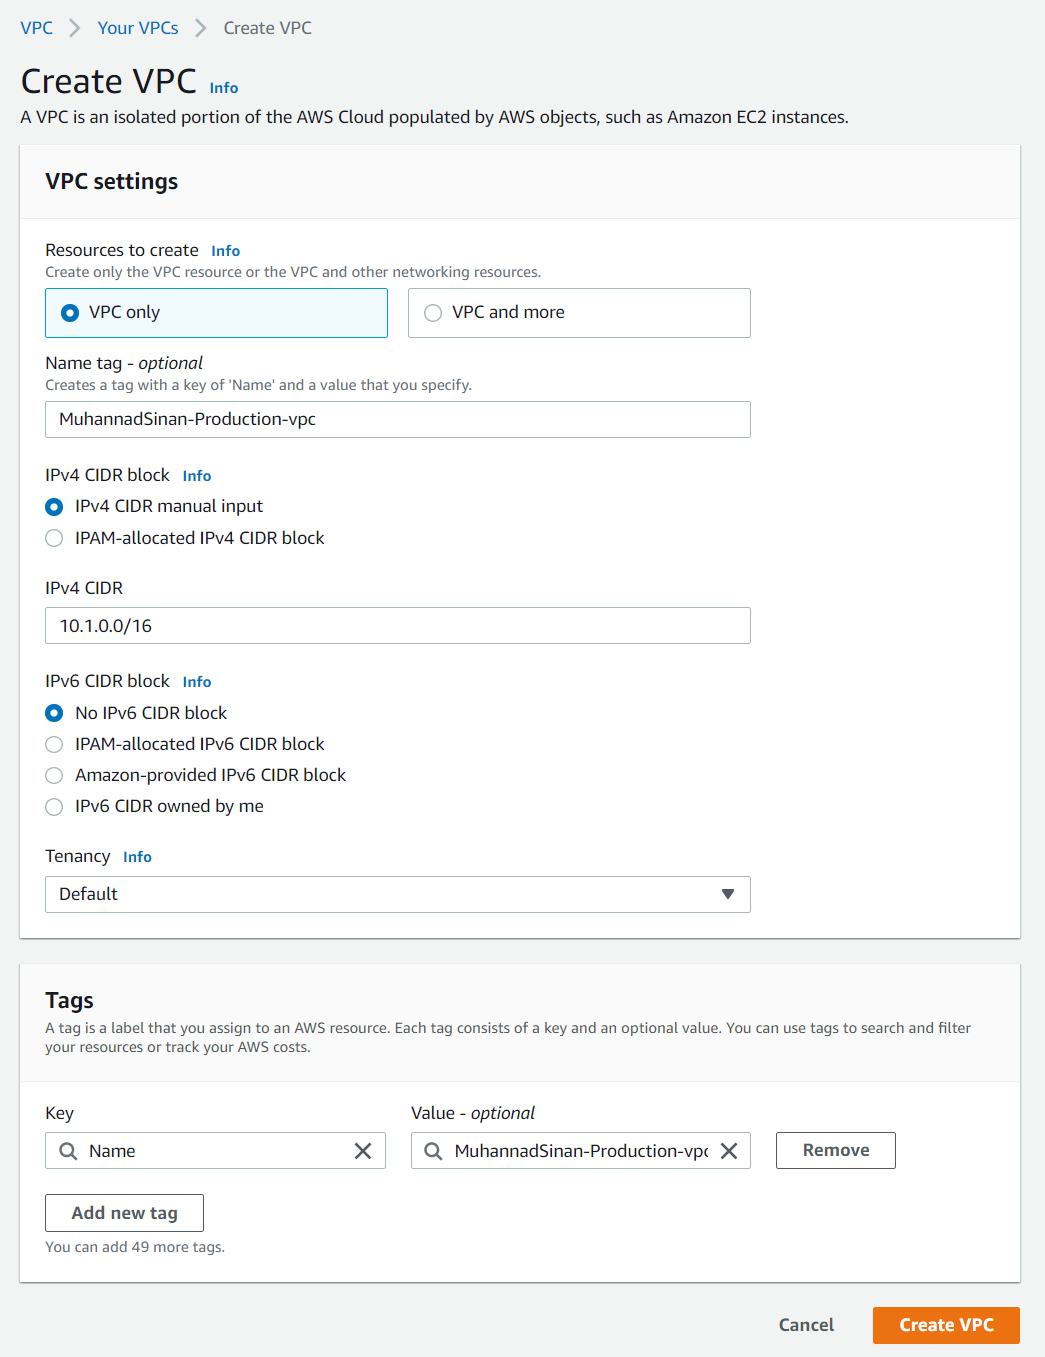 VPC > Your VPCs > Create VPC
Create VPC Info
A VPC is an isolated portion of the AWS Cloud populated by AWS objects, such as Amazon EC2 instances.
VPC settings
Resources to create Info
Create only the VPC resource or the VPC and other networking resources.
VPC only VPC and more
Name tag - optional
Creates a tag with a key of 'Name' and a value that you specify.
MuhannadSinan-Production-vpc
IPv4 CIDR block Info
IPv4 CIDR manual input
IPAM-allocated IPv4 CIDR block
IPv4 CIDR
10.1.0.0/16
IPv6 CIDR block Info
No IPv6 CIDR block
IPAM-allocated IPv6 CIDR block
Amazon-provided IPv6 CIDR block
IPv6 CIDR owned by me
Tenancy Info
Default
Tags
A tag is a label that you assign to an AWS resource. Each tag consists of a key and an optional value. You can use tags to search and filter
your resources or track your AWS costs.
Key Value - optional
Name MuhannadSinan-Production-vpc Remove
Add new tag
You can add 49 more tags.
Cancel Create VPC